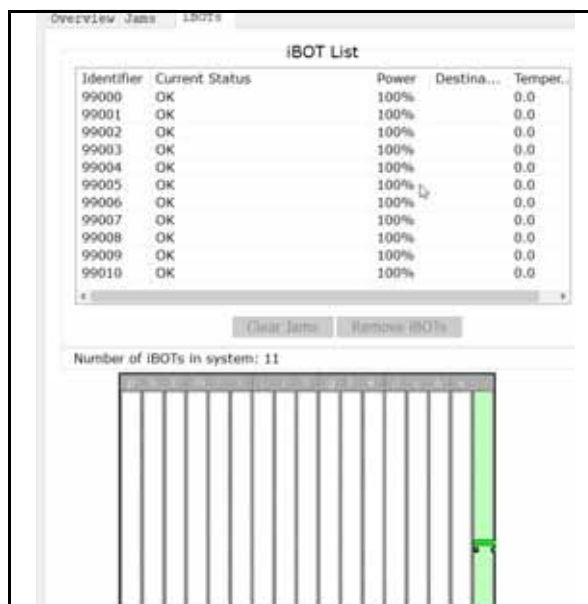 Overview Jams iBOTs
iBOT List
Identifier Current Status Power Destina... Temper..
99000 OK 100% 0.0
99001 OK 100% 0.0
99002 OK 100% 0.0
99003 OK 100% 0.0
99004 OK 100% 0.0
99005 OK 100% 0.0
99006 OK 100% 0.0
99007 OK 100% 0.0
99008 OK 100% 0.0
99009 OK 100% 0.0
99010 OK 100% 0.0
Clear Jams Remove iBOTs
Number of iBOTs in system: 11